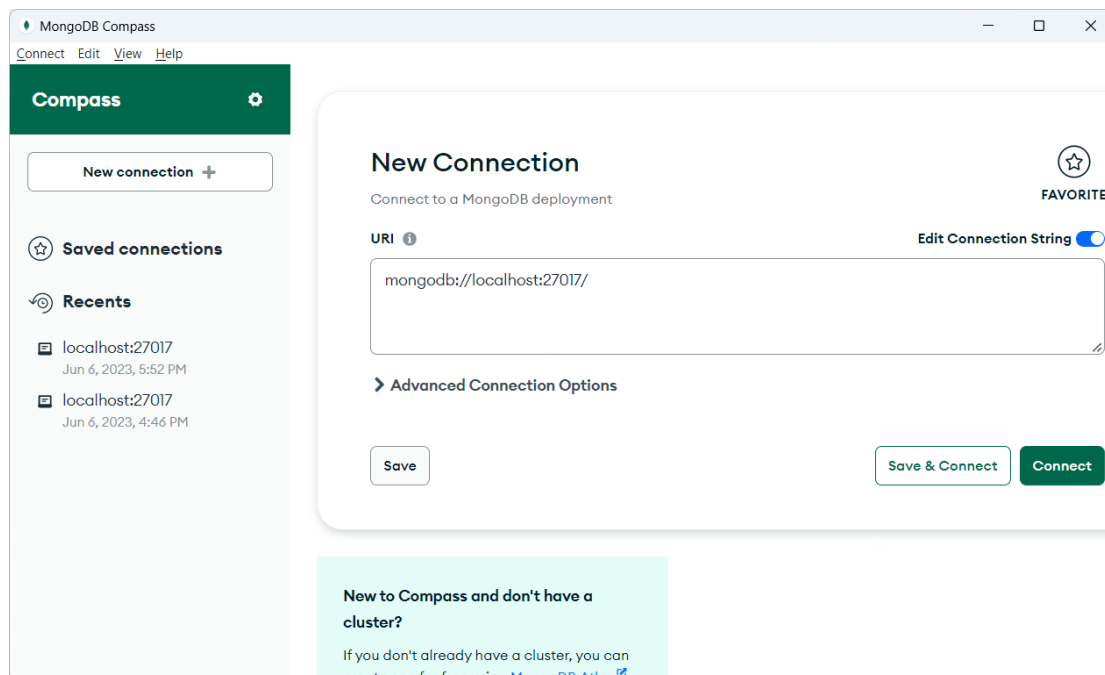 MongoDB Compass
Connect Edit View Help
Compass
New connection
Saved connections
Recents
localhost:27017
Jun 6, 2023, 5:52 PM
localhost:27017
Jun 6, 2023, 4:46 PM
New Connection
Connect to a MongoDB deployment
FAVORITE
URI
Edit Connection String
mongodb://localhost:27017/
Advanced Connection Options
Save
Save & Connect
Connect
New to Compass and don't have a
cluster?
If you don't already have a cluster, you can